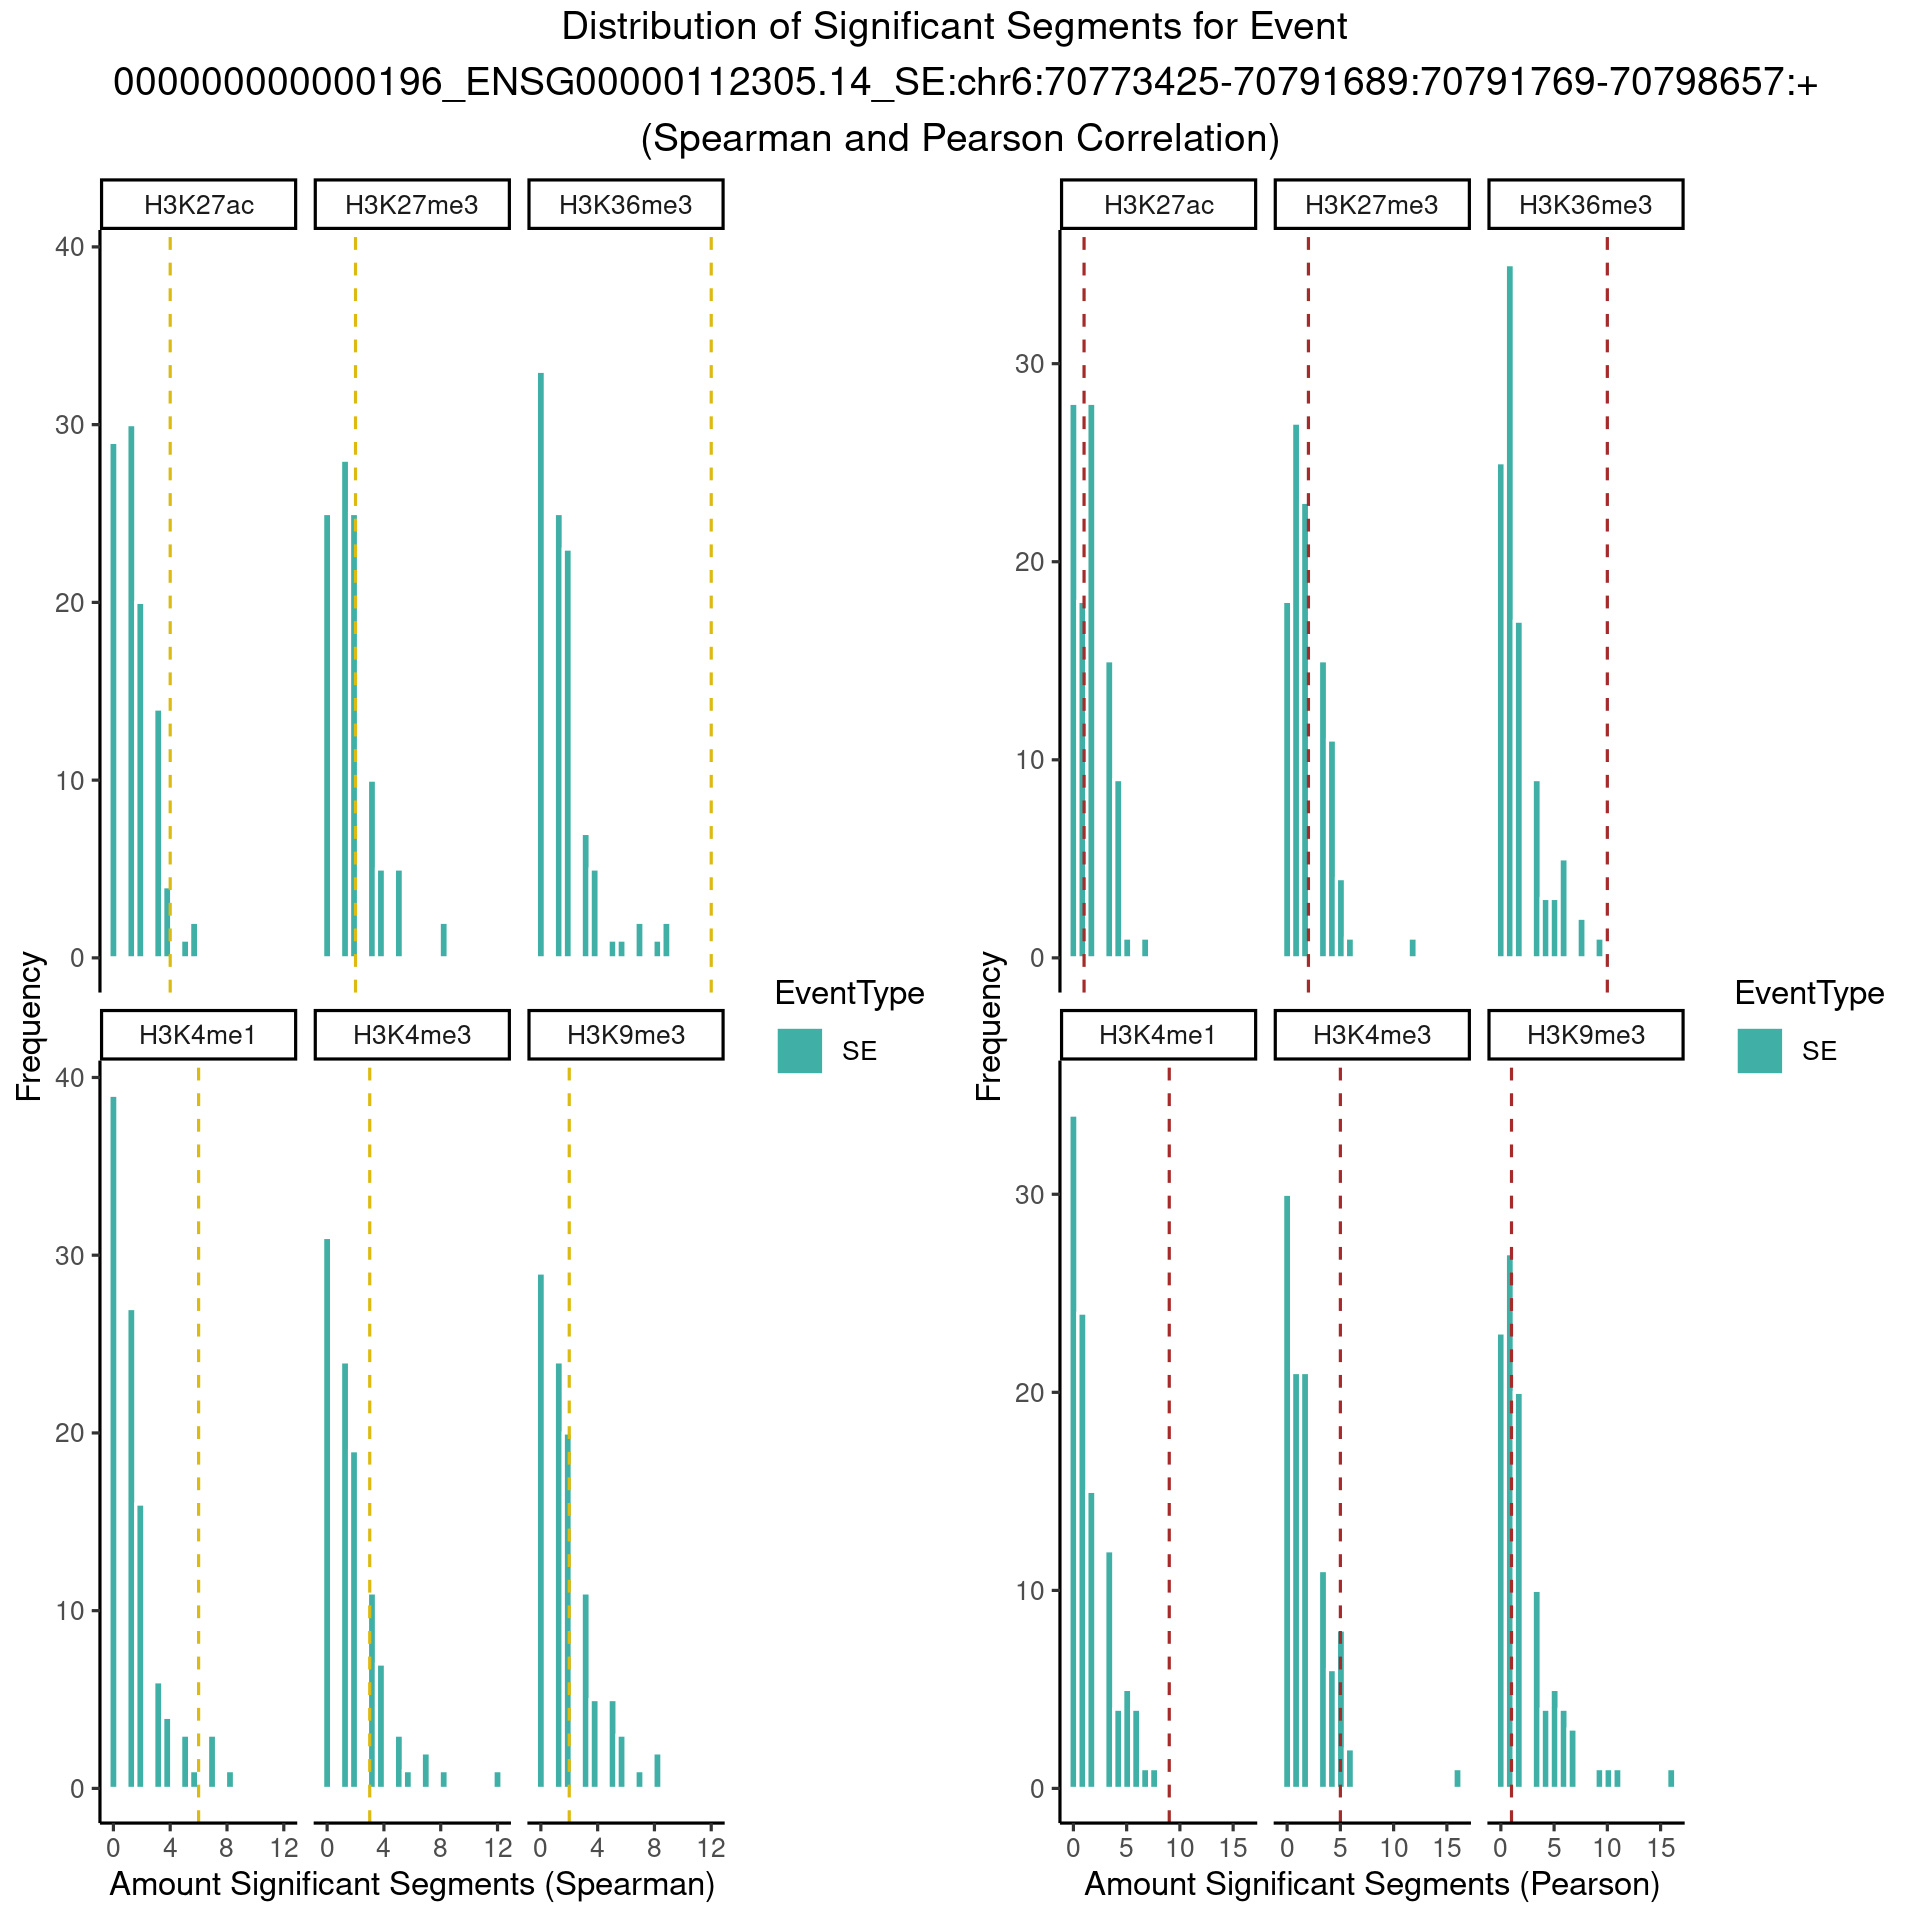 Distribution of Significant Segments for Event
000000000000196_ENSG00000112305.14_SE:chr6:70773425-70791689:70791769-70798657:+
(Spearman and Pearson Correlation)
H3K27ac H3K27me3 H3K36me3
40
30
20
10
0
H3K4me1 H3K4me3 H3K9me3
40
30
20
10
0
0 4 8 12 0 4 8 12 0 4 8 12
Frequency
Amount Significant Segments (Spearman)
EventType
SE
H3K27ac H3K27me3 H3K36me3
30
20
10
0
H3K4me1 H3K4me3 H3K9me3
30
20
10
0
0 5 10 15 0 5 10 15 0 5 10 15
Frequency
Amount Significant Segments (Pearson)
EventType
SE